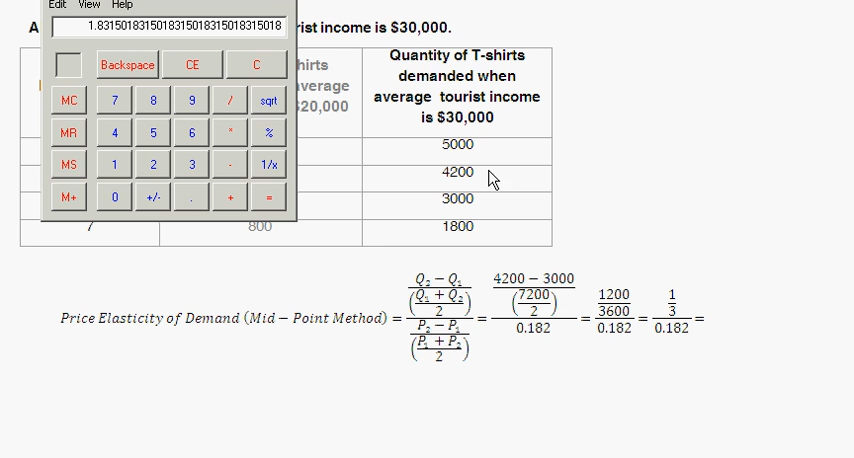 Edit View Help
1.8315018315018315018315018315018
A rist income is $30,000.
Backspace CE C
MC 7 8 9 / sqrt
MR 4 5 6 * %
MS 1 2 3 - 1/x
M+ 0 +/- . + =
hirts
verage
$20,000
Quantity of T-shirts
demanded when
average tourist income
is $30,000
5000
4200
3000
7 800 1800
Price Elasticity of Demand (Mid − Point Method) =
Q₂ − Q₁
(Q₁ + Q₂)
2
P₂ − P₁
(P₁ + P₂)
2
=
4200 − 3000
(7200)
2
0.182
=
1200
3600
0.182
=
1
3
0.182
=